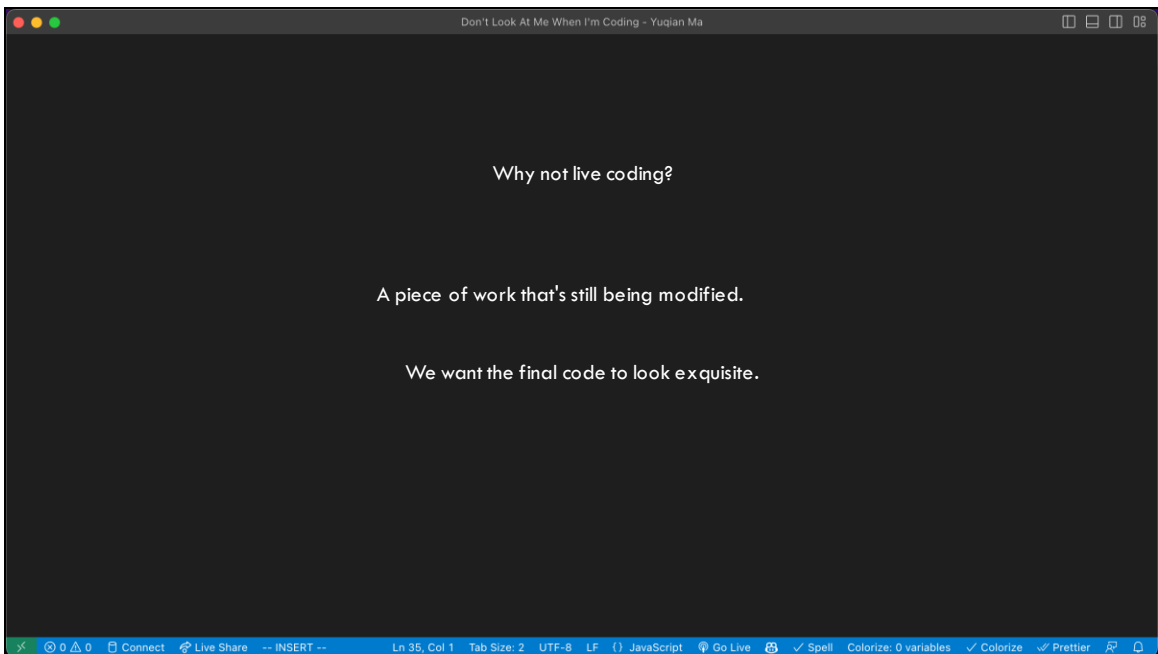 Don't Look At Me When I'm Coding - Yuqian Ma
Why not live coding?
A piece of work that's still being modified.
We want the final code to look exquisite.
0 0 Connect Live Share -- INSERT -- Ln 35, Col 1 Tab Size: 2 UTF-8 LF {} JavaScript Go Live Spell Colorize: 0 variables Colorize Prettier